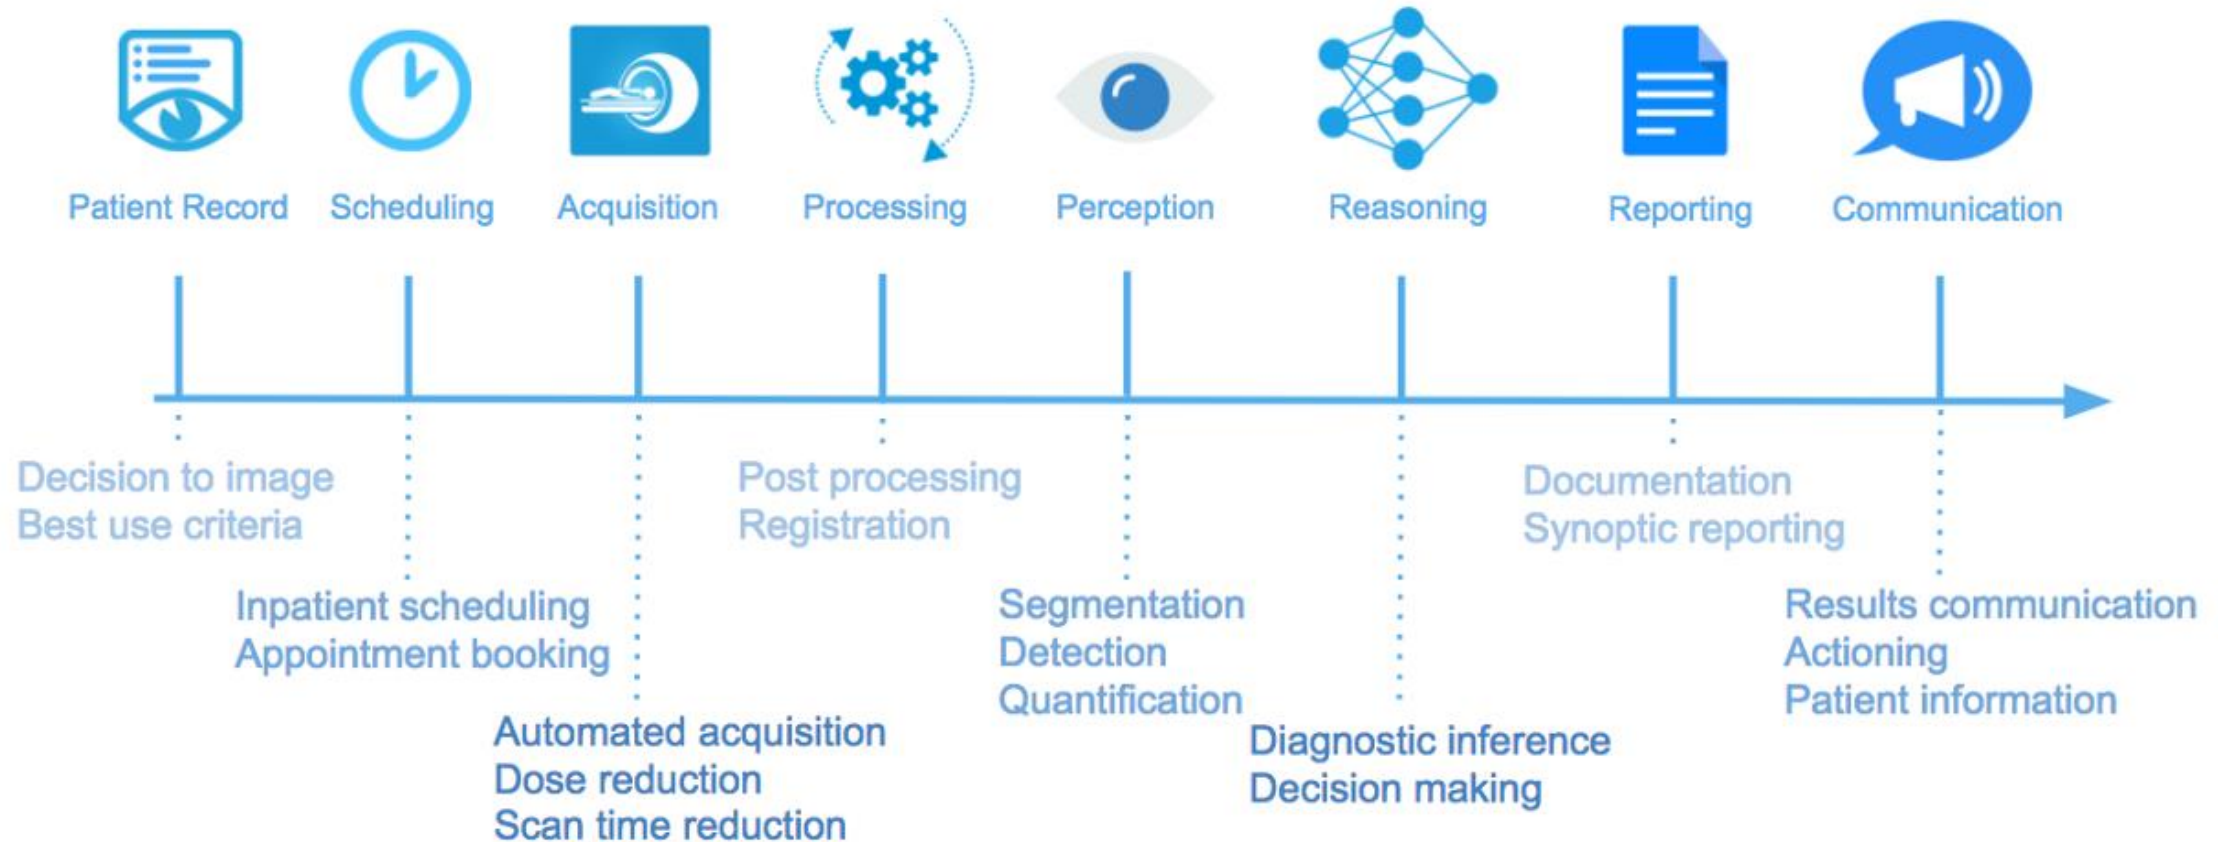 Patient Record
Scheduling
Acquisition
Processing
Perception
Reasoning
Reporting
Communication
Decision to image
Best use criteria
Inpatient scheduling
Appointment booking
Automated acquisition
Dose reduction
Scan time reduction
Post processing
Registration
Segmentation
Detection
Quantification
Diagnostic inference
Decision making
Documentation
Synoptic reporting
Results communication
Actioning
Patient information